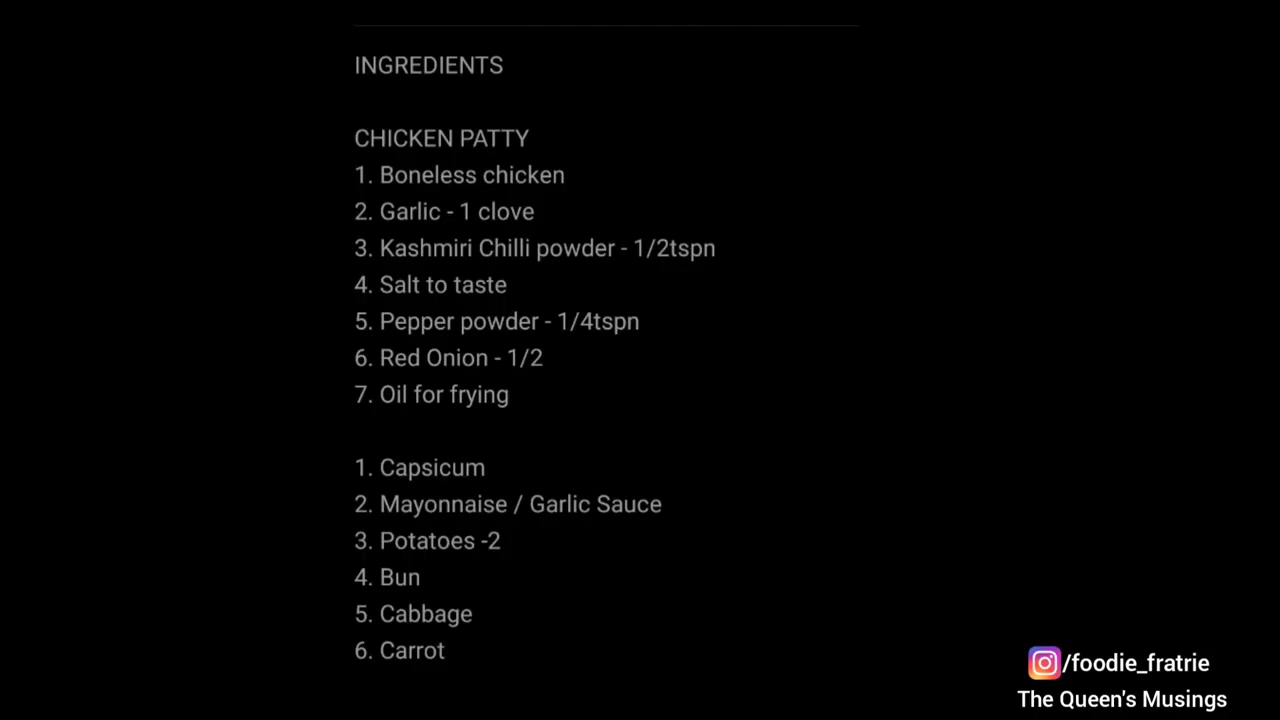 INGREDIENTS
CHICKEN PATTY
1. Boneless chicken
2. Garlic - 1 clove
3. Kashmiri Chilli powder - 1/2tspn
4. Salt to taste
5. Pepper powder - 1/4tspn
6. Red Onion - 1/2
7. Oil for frying
1. Capsicum
2. Mayonnaise / Garlic Sauce
3. Potatoes -2
4. Bun
5. Cabbage
6. Carrot
/foodie_fratrie
The Queen's Musings